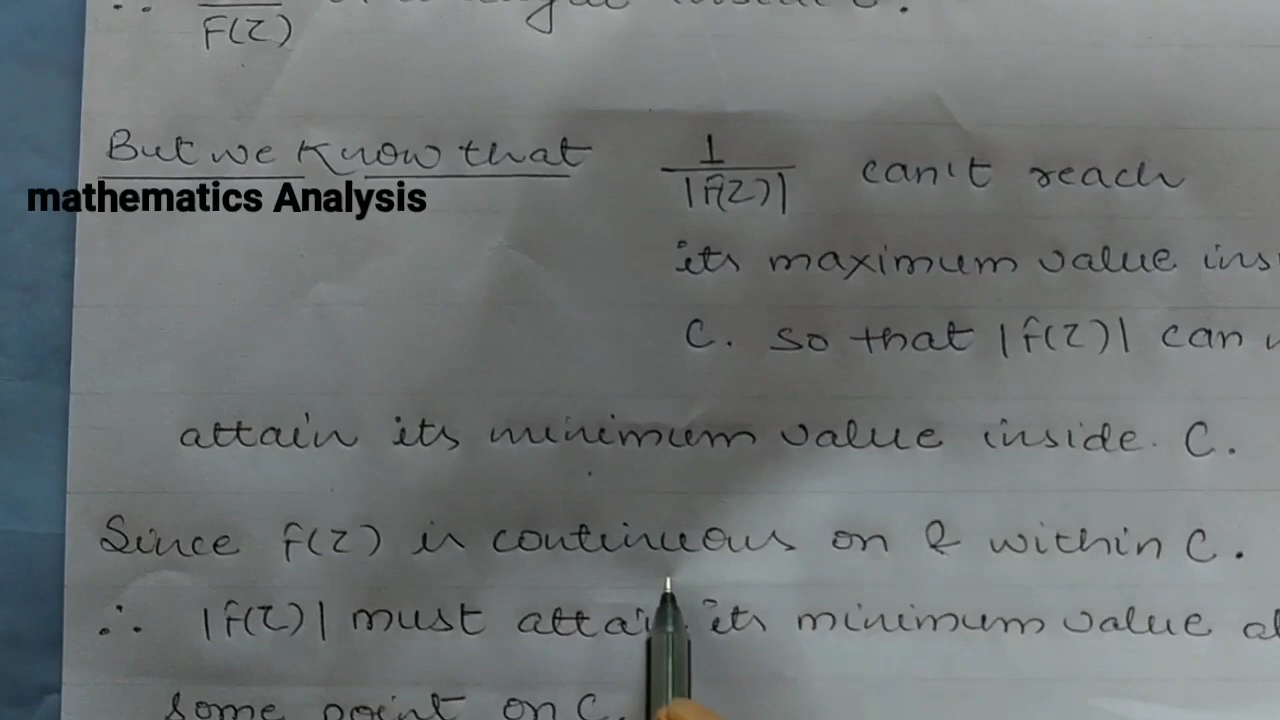 ∴ F(z) inside C.
But we know that 1/|f(z)| can't reach
mathematics Analysis
its maximum value ins
C. so that |f(z)| can
attain its minimum value inside. C.
Since f(z) is continuous on & within C.
∴ |f(z)| must attain its minimum value
some point on C.